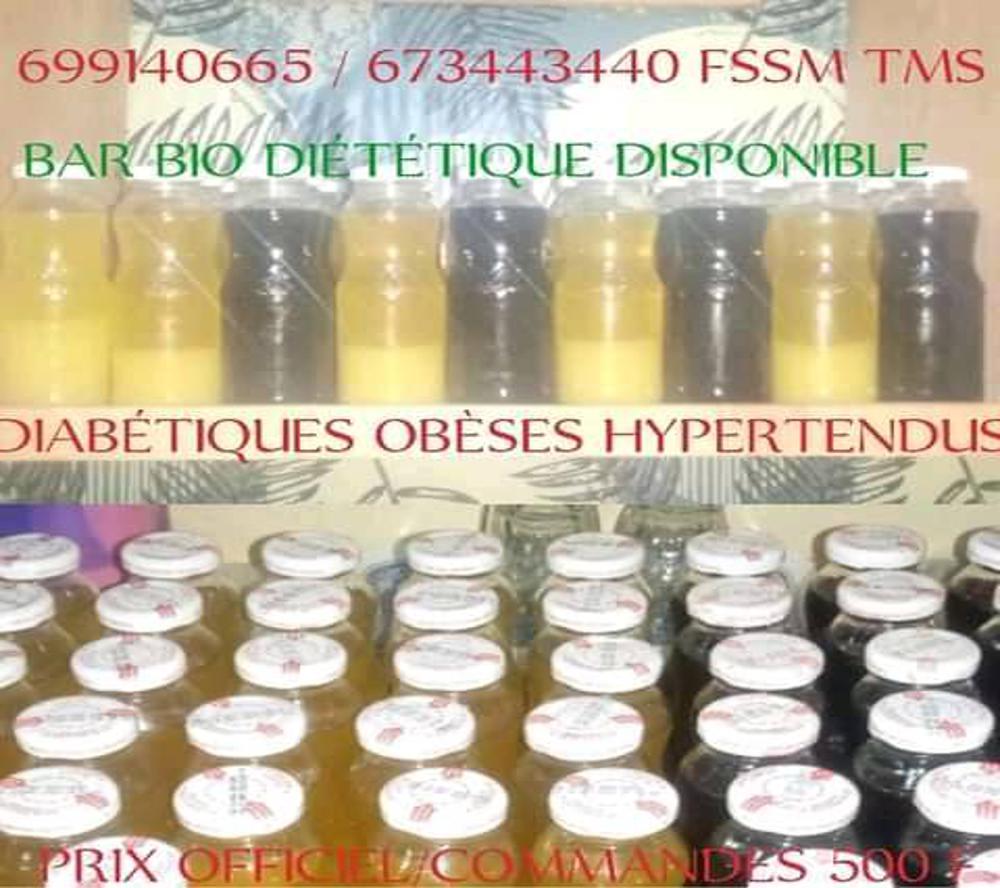 699140665 / 673443440 FSSM TMS
BAR BIO DIÉTÉTIQUE DISPONIBLE
DIABÉTIQUES OBÈSES HYPERTENDUS
PRIX OFFICIEL/COMMANDES 500 F